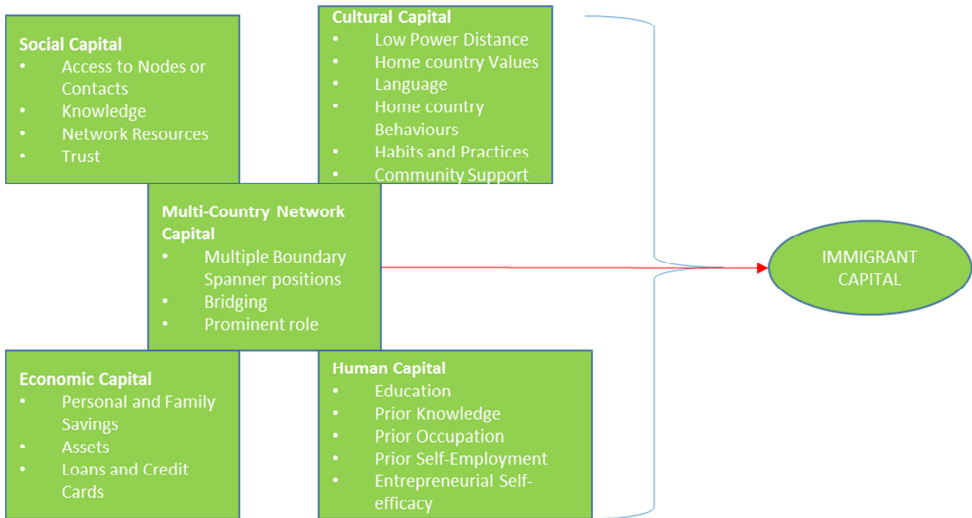 Social Capital
• Access to Nodes or
Contacts
• Knowledge
• Network Resources
• Trust
Cultural Capital
• Low Power Distance
• Home country Values
• Language
• Home country
Behaviours
• Habits and Practices
• Community Support
Multi-Country Network
Capital
• Multiple Boundary
Spanner positions
• Bridging
• Prominent role
IMMIGRANT
CAPITAL
Economic Capital
• Personal and Family
Savings
• Assets
• Loans and Credit
Cards
Human Capital
• Education
• Prior Knowledge
• Prior Occupation
• Prior Self-Employment
• Entrepreneurial Self-
efficacy